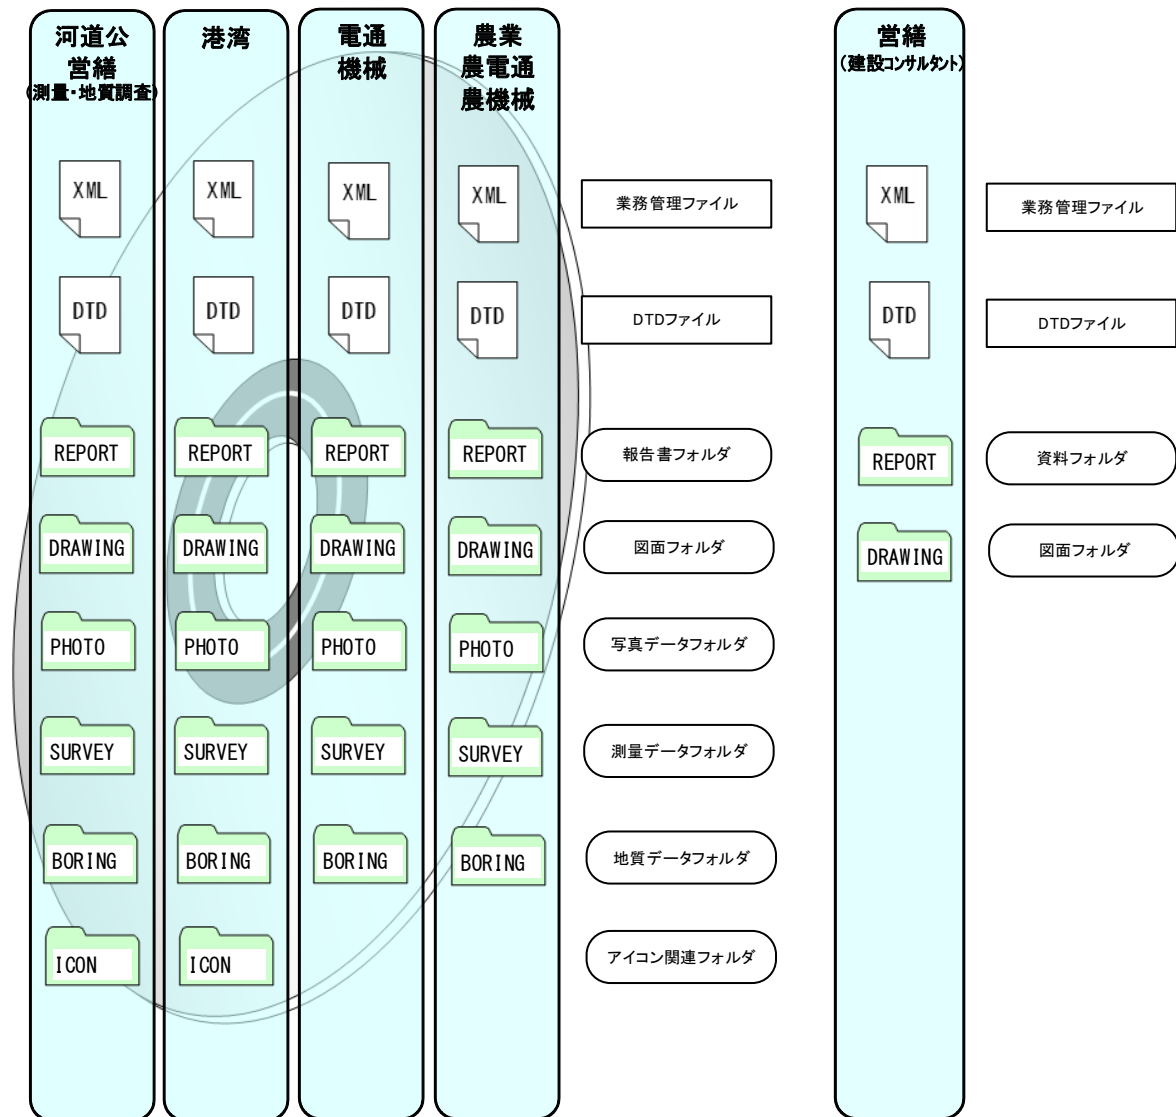 河道公
営繕
(測量・地質調査)
港湾
電通
機械
農業
農電通
農機械
営繕
(建設コンサルタント)
XML
XML
XML
XML
業務管理ファイル
XML
業務管理ファイル
DTD
DTD
DTD
DTD
DTDファイル
DTD
DTDファイル
REPORT
REPORT
REPORT
REPORT
報告書フォルダ
REPORT
資料フォルダ
DRAWING
DRAWING
DRAWING
DRAWING
図面フォルダ
DRAWING
図面フォルダ
PHOTO
PHOTO
PHOTO
PHOTO
写真データフォルダ
SURVEY
SURVEY
SURVEY
SURVEY
測量データフォルダ
BORING
BORING
BORING
BORING
地質データフォルダ
ICON
ICON
アイコン関連フォルダ